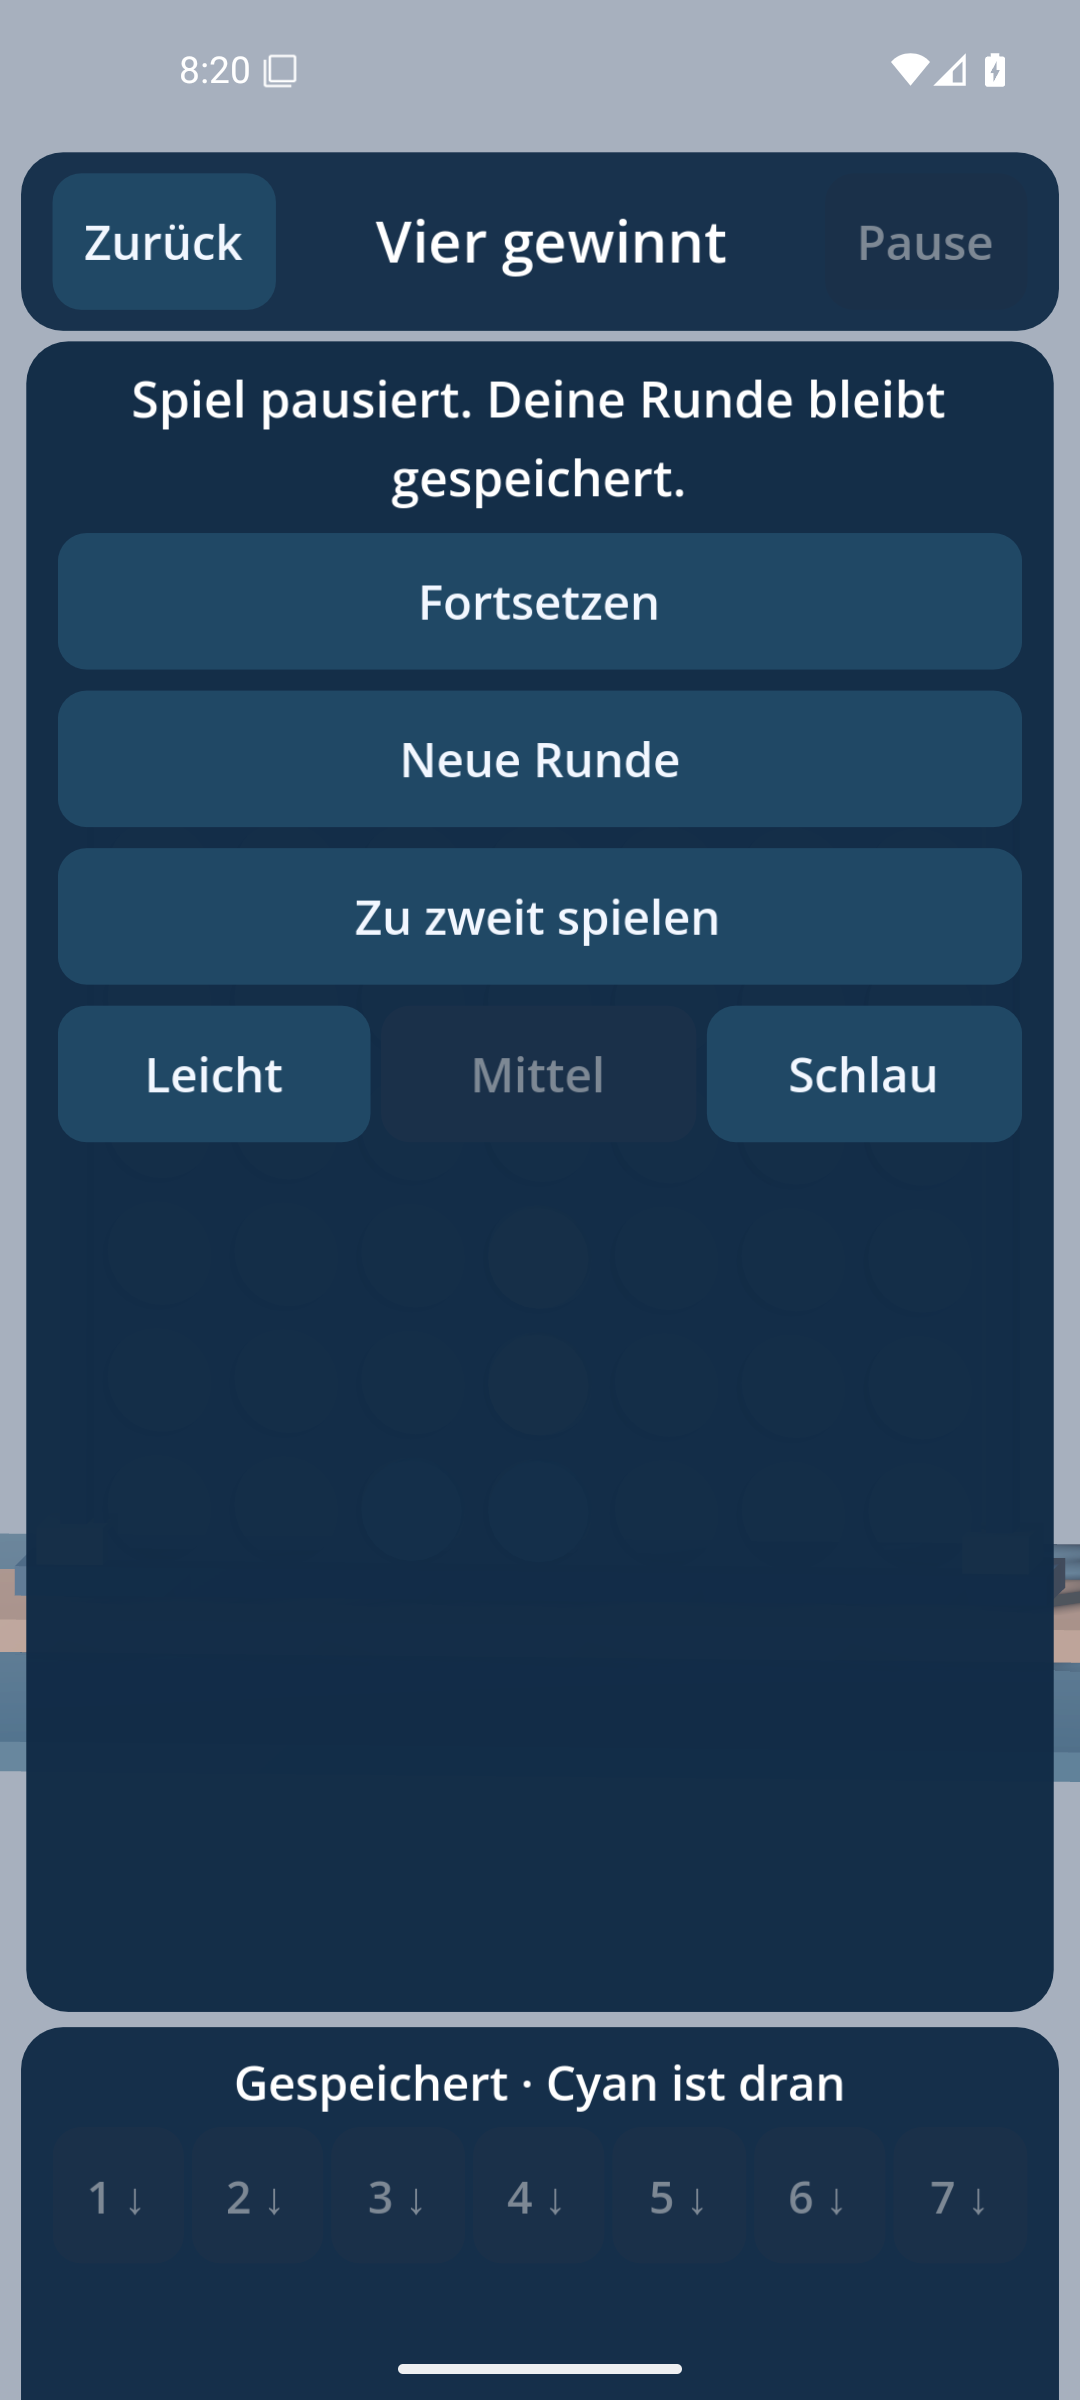 8:20
Zurück
Vier gewinnt
Pause
Spiel pausiert. Deine Runde bleibt
gespeichert.
Fortsetzen
Neue Runde
Zu zweit spielen
Leicht
Mittel
Schlau
Gespeichert · Cyan ist dran
1 ↓
2 ↓
3 ↓
4 ↓
5 ↓
6 ↓
7 ↓